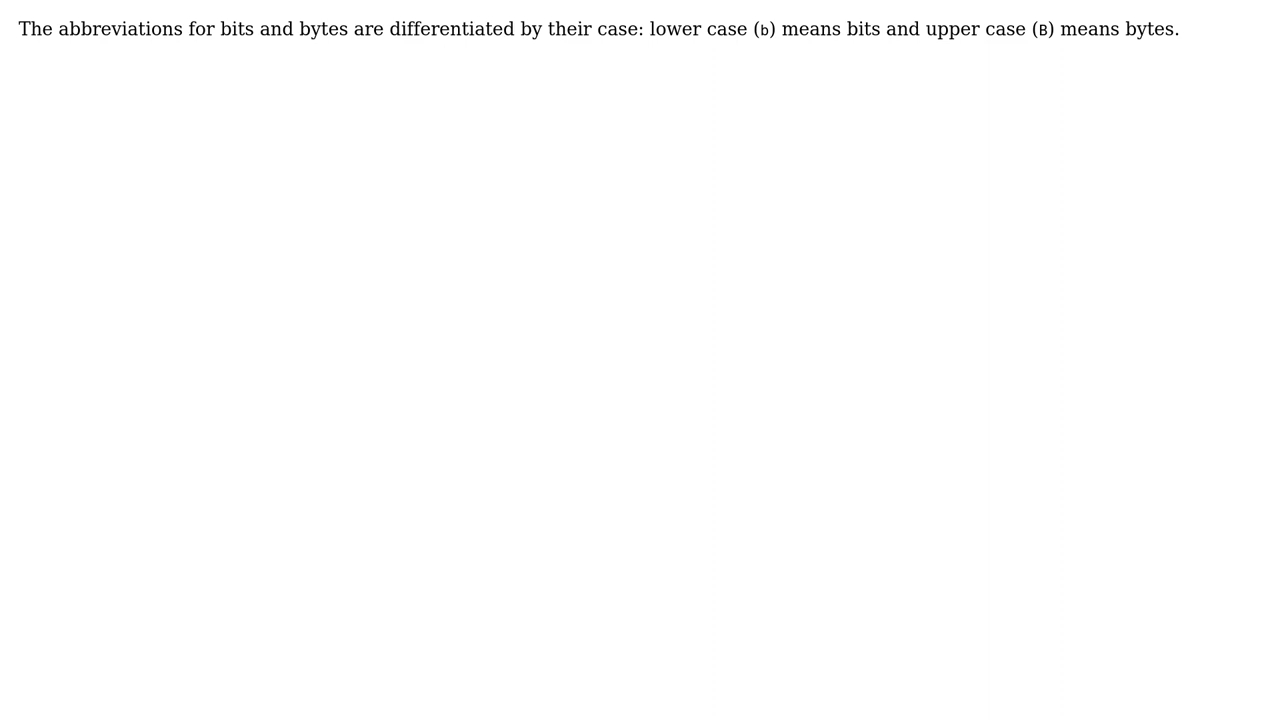 The abbreviations for bits and bytes are differentiated by their case: lower case (b) means bits and upper case (B) means bytes.